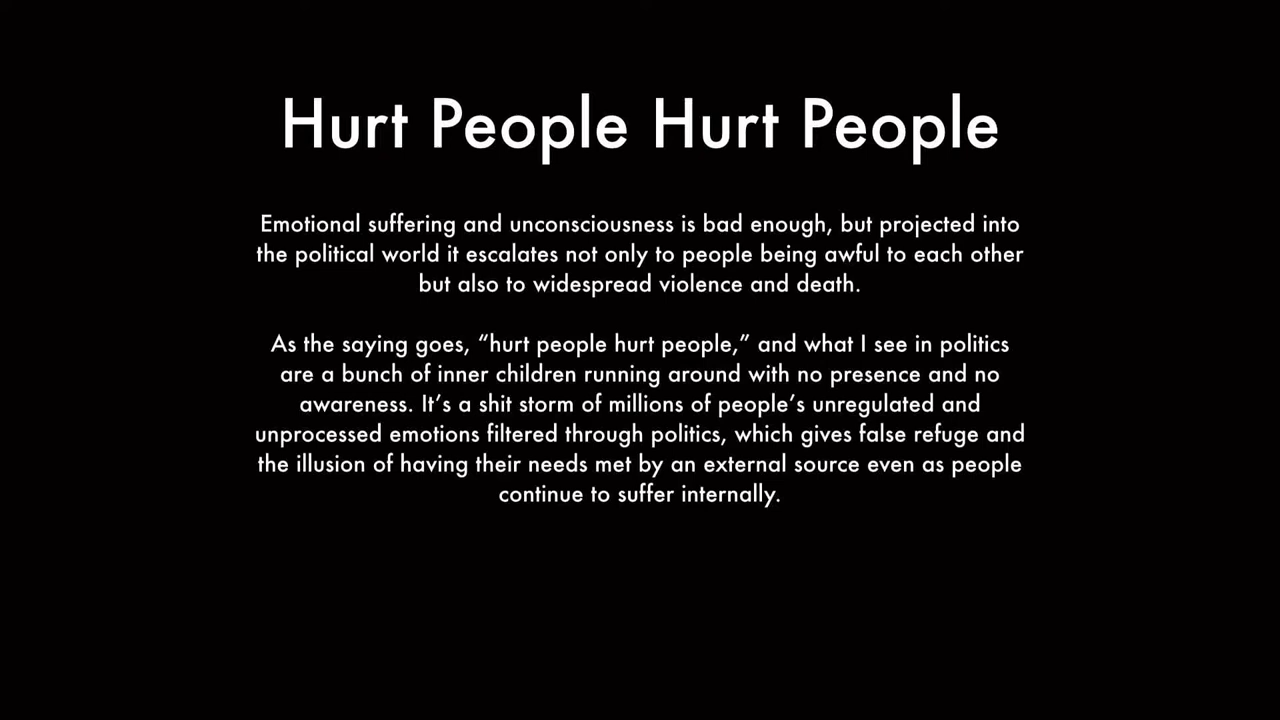 Hurt People Hurt People
Emotional suffering and unconsciousness is bad enough, but projected into
the political world it escalates not only to people being awful to each other
but also to widespread violence and death.
As the saying goes, “hurt people hurt people,” and what I see in politics
are a bunch of inner children running around with no presence and no
awareness. It’s a shit storm of millions of people’s unregulated and
unprocessed emotions filtered through politics, which gives false refuge and
the illusion of having their needs met by an external source even as people
continue to suffer internally.